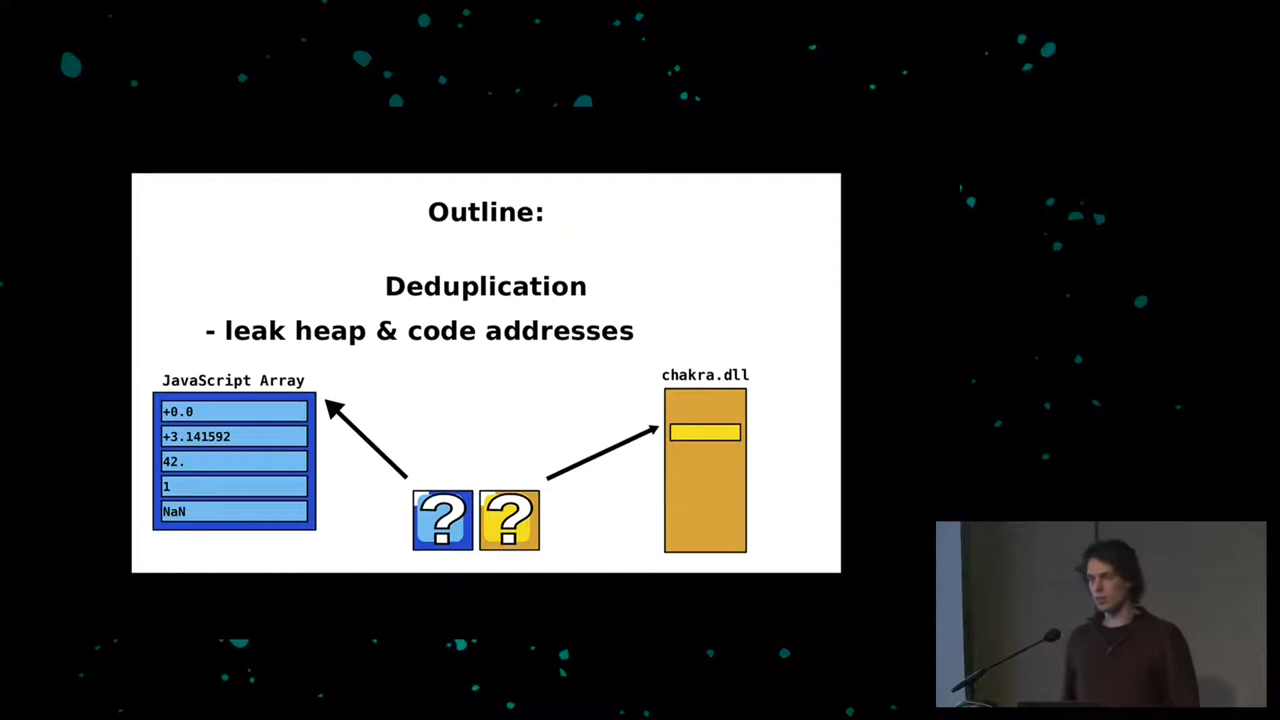 Outline:
Deduplication
- leak heap & code addresses
JavaScript Array
chakra.dll
+0.0
+3.141592
42.
1
NaN
? ?